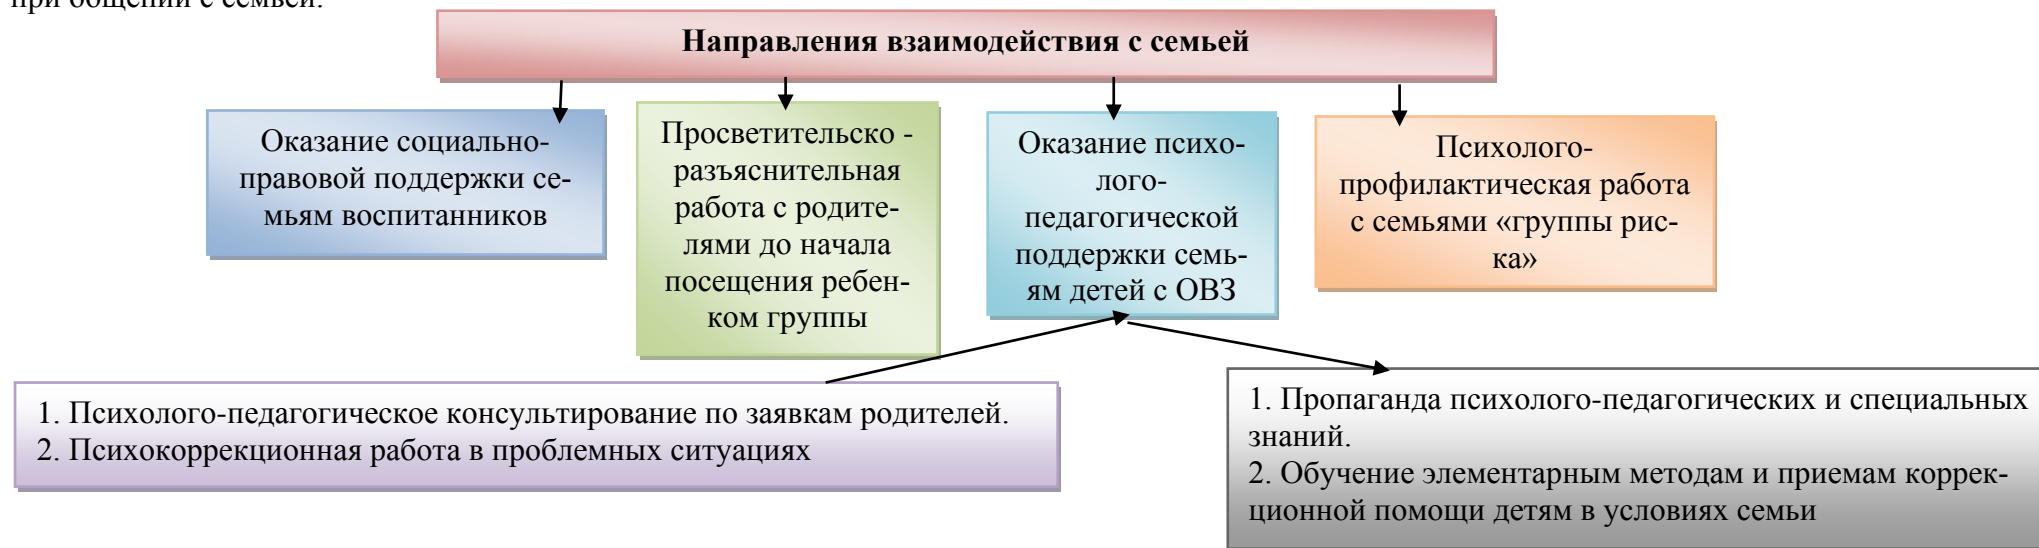 при общении с семьей.
Направления взаимодействия с семьей
Оказание социально-
правовой поддержки се-
мьям воспитанников
Просветительско -
разъяснительная
работа с родите-
лями до начала
посещения ребен-
ком группы
Оказание психо-
лого-
педагогической
поддержки семь-
ям детей с ОВЗ
Психолого-
профилактическая работа
с семьями «группы рис-
ка»
1. Психолого-педагогическое консультирование по заявкам родителей.
2. Психокоррекционная работа в проблемных ситуациях
1. Пропаганда психолого-педагогических и специальных
знаний.
2. Обучение элементарным методам и приемам коррек-
ционной помощи детям в условиях семьи